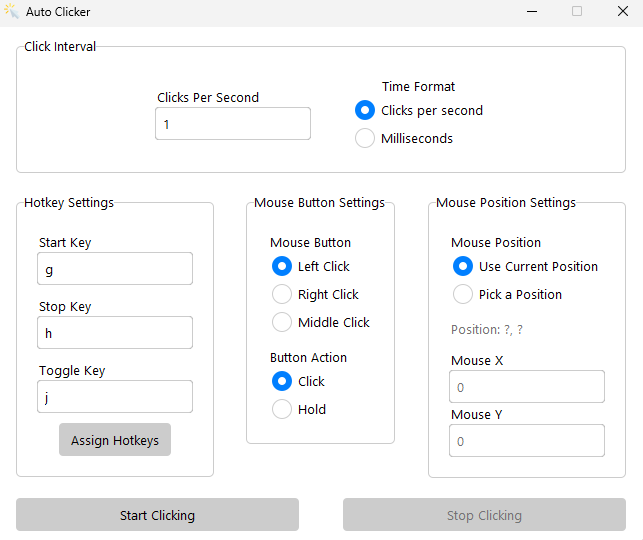 Auto Clicker
Click Interval
Clicks Per Second
1
Time Format
Clicks per second
Milliseconds
Hotkey Settings
Start Key
g
Stop Key
h
Toggle Key
j
Assign Hotkeys
Mouse Button Settings
Mouse Button
Left Click
Right Click
Middle Click
Button Action
Click
Hold
Mouse Position Settings
Mouse Position
Use Current Position
Pick a Position
Position: ?, ?
Mouse X
0
Mouse Y
0
Start Clicking
Stop Clicking